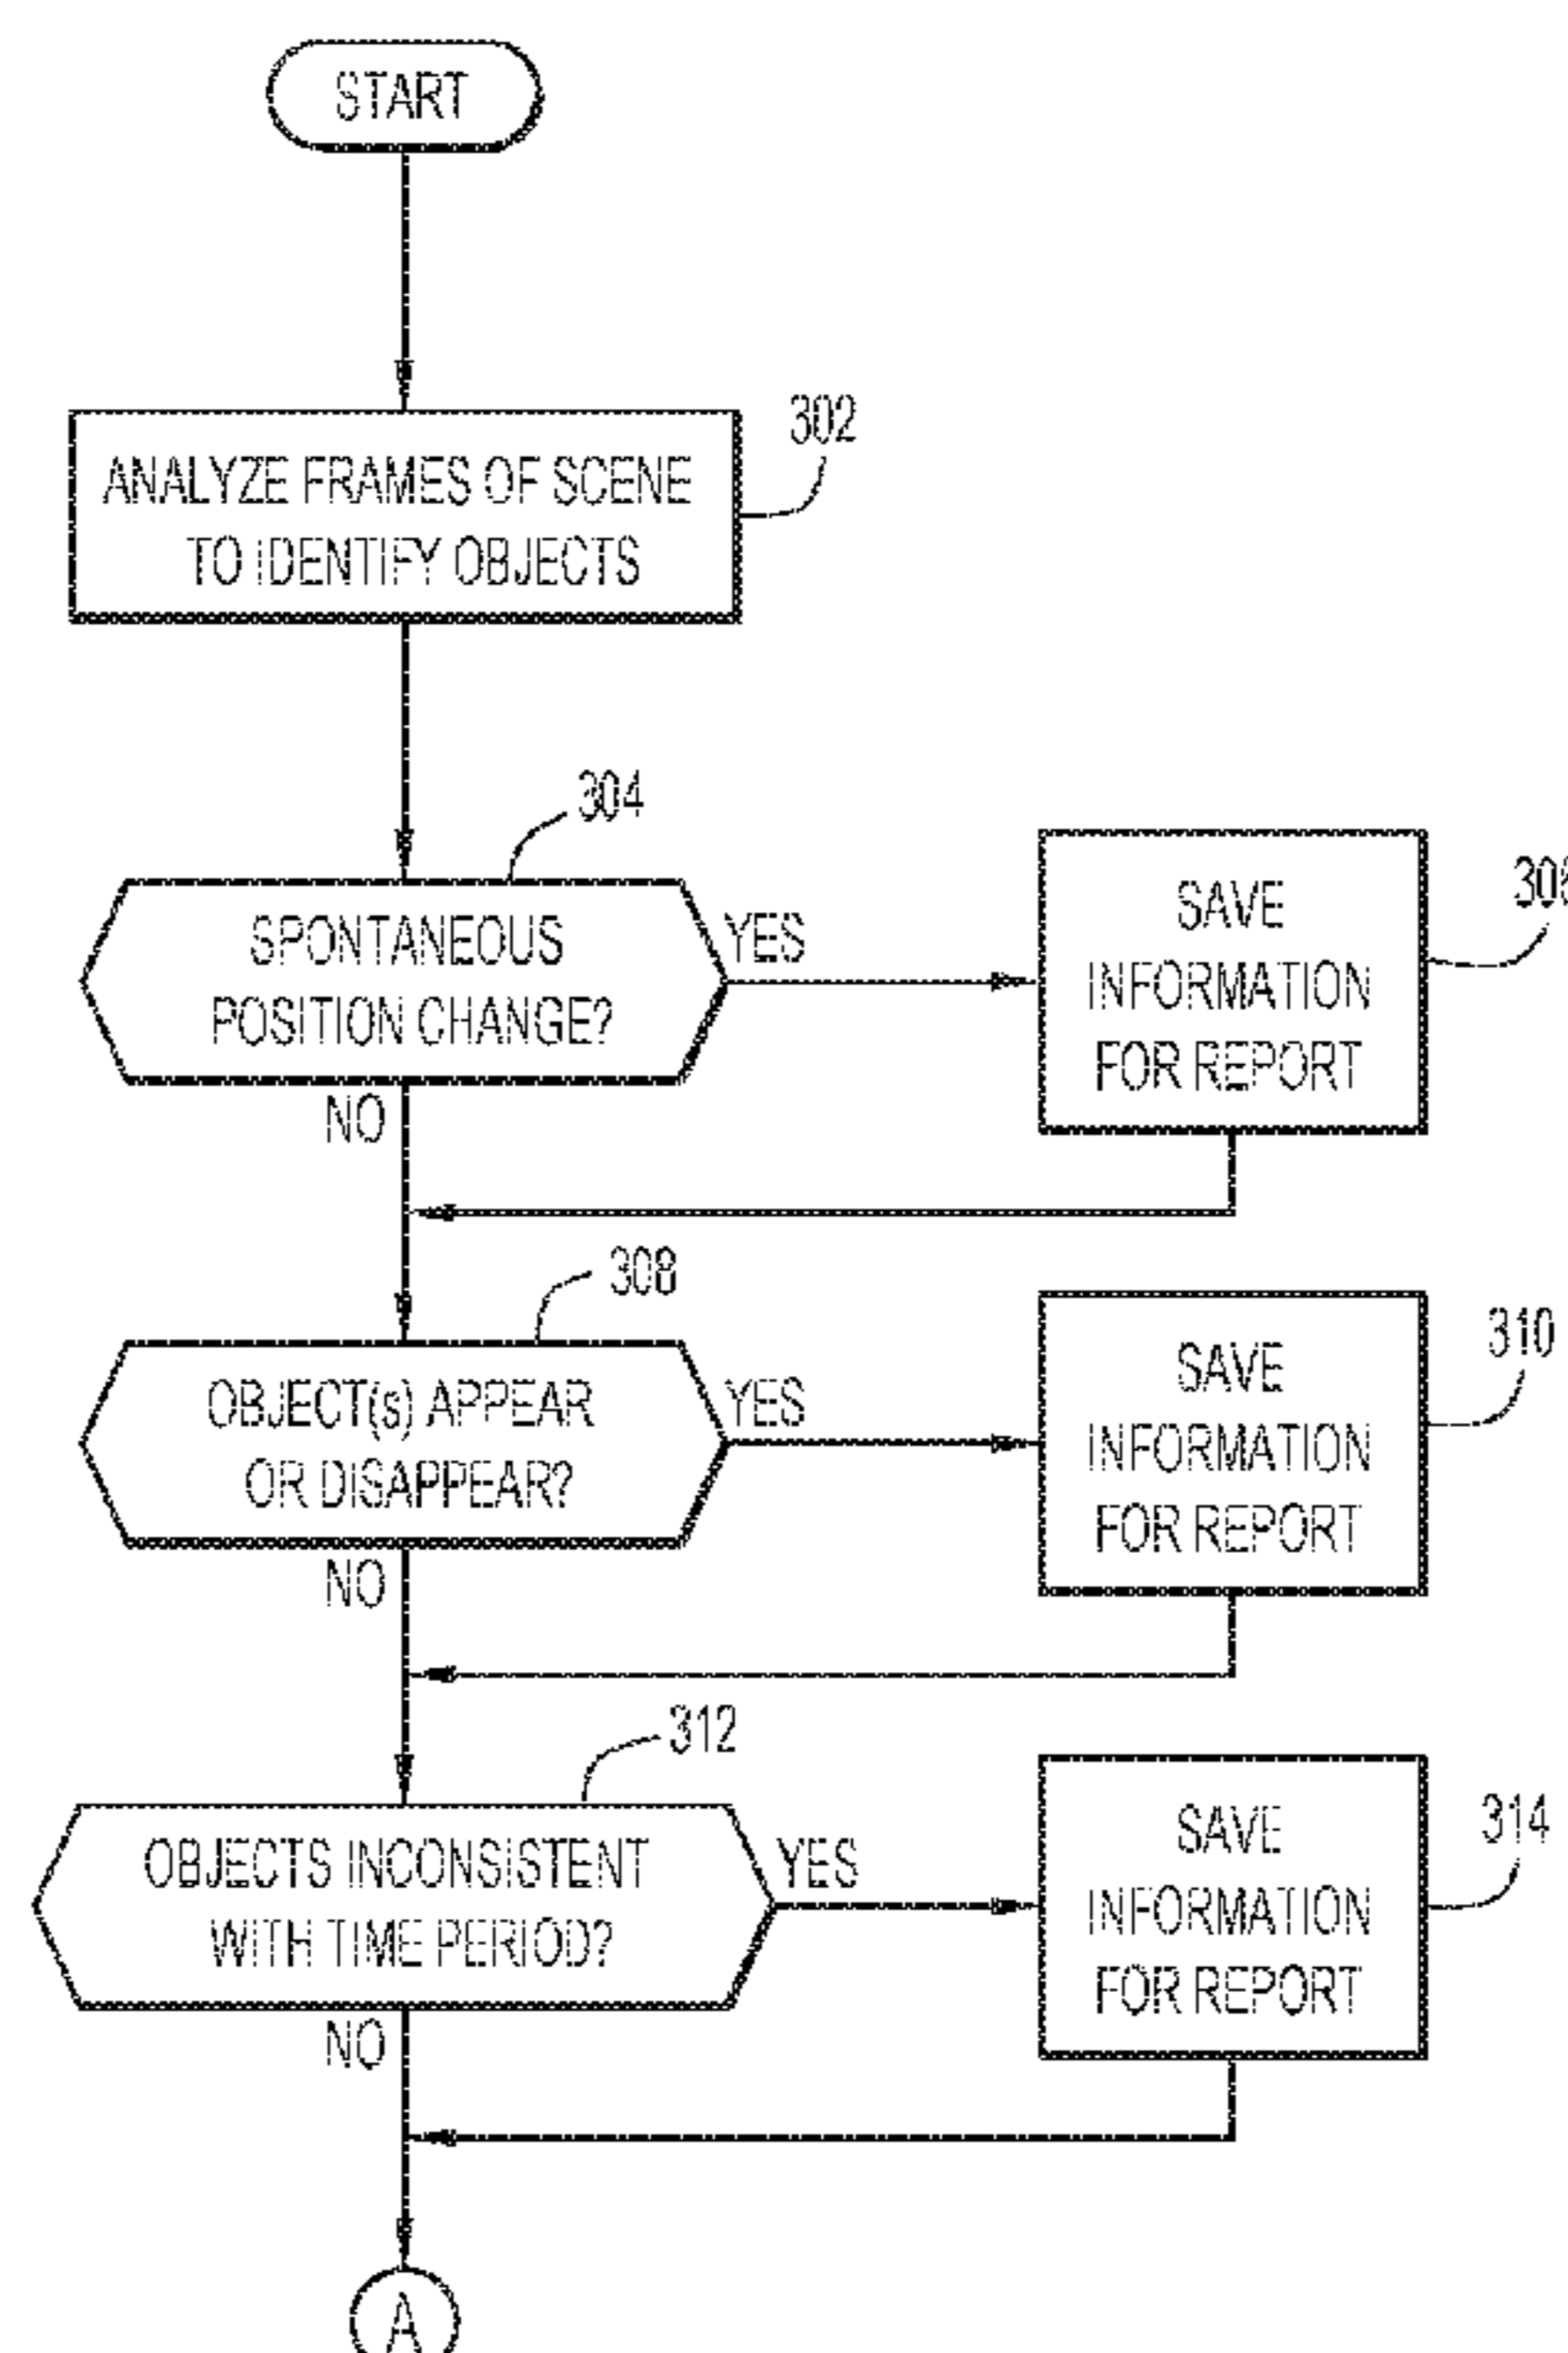 START
302
ANALYZE FRAMES OF SCENE
TO IDENTIFY OBJECTS
304
SPONTANEOUS
POSITION CHANGE?
YES
NO
SAVE
INFORMATION
FOR REPORT
308
OBJECT(s) APPEAR
OR DISAPPEAR?
YES
NO
310
SAVE
INFORMATION
FOR REPORT
312
OBJECTS INCONSISTENT
WITH TIME PERIOD?
YES
NO
314
SAVE
INFORMATION
FOR REPORT
A